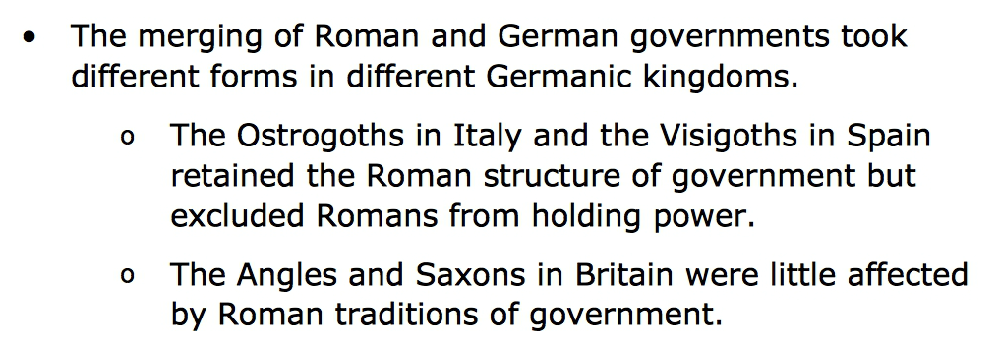 • The merging of Roman and German governments took
different forms in different Germanic kingdoms.
o The Ostrogoths in Italy and the Visigoths in Spain
retained the Roman structure of government but
excluded Romans from holding power.
o The Angles and Saxons in Britain were little affected
by Roman traditions of government.